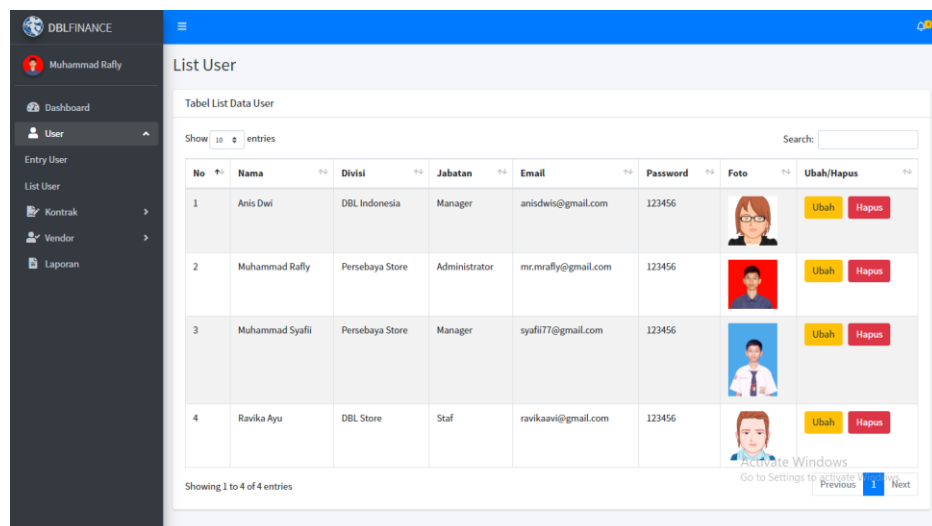 DBLFINANCE
Muhammad Rafly
Dashboard
User
Entry User
List User
Kontrak
Vendor
Laporan
List User
Tabel List Data User
Show 10 entries
Search:
No Nama Divisi Jabatan Email Password Foto Ubah/Hapus
1 Anis Dwi DBL Indonesia Manager anisdwis@gmail.com 123456 Ubah Hapus
2 Muhammad Rafly Persebaya Store Administrator mr.mrafly@gmail.com 123456 Ubah Hapus
3 Muhammad Syafii Persebaya Store Manager syafii77@gmail.com 123456 Ubah Hapus
4 Ravika Ayu DBL Store Staf ravikaavi@gmail.com 123456 Ubah Hapus
Activate Windows
Go to Settings to activate Windows.
Showing 1 to 4 of 4 entries
Previous 1 Next